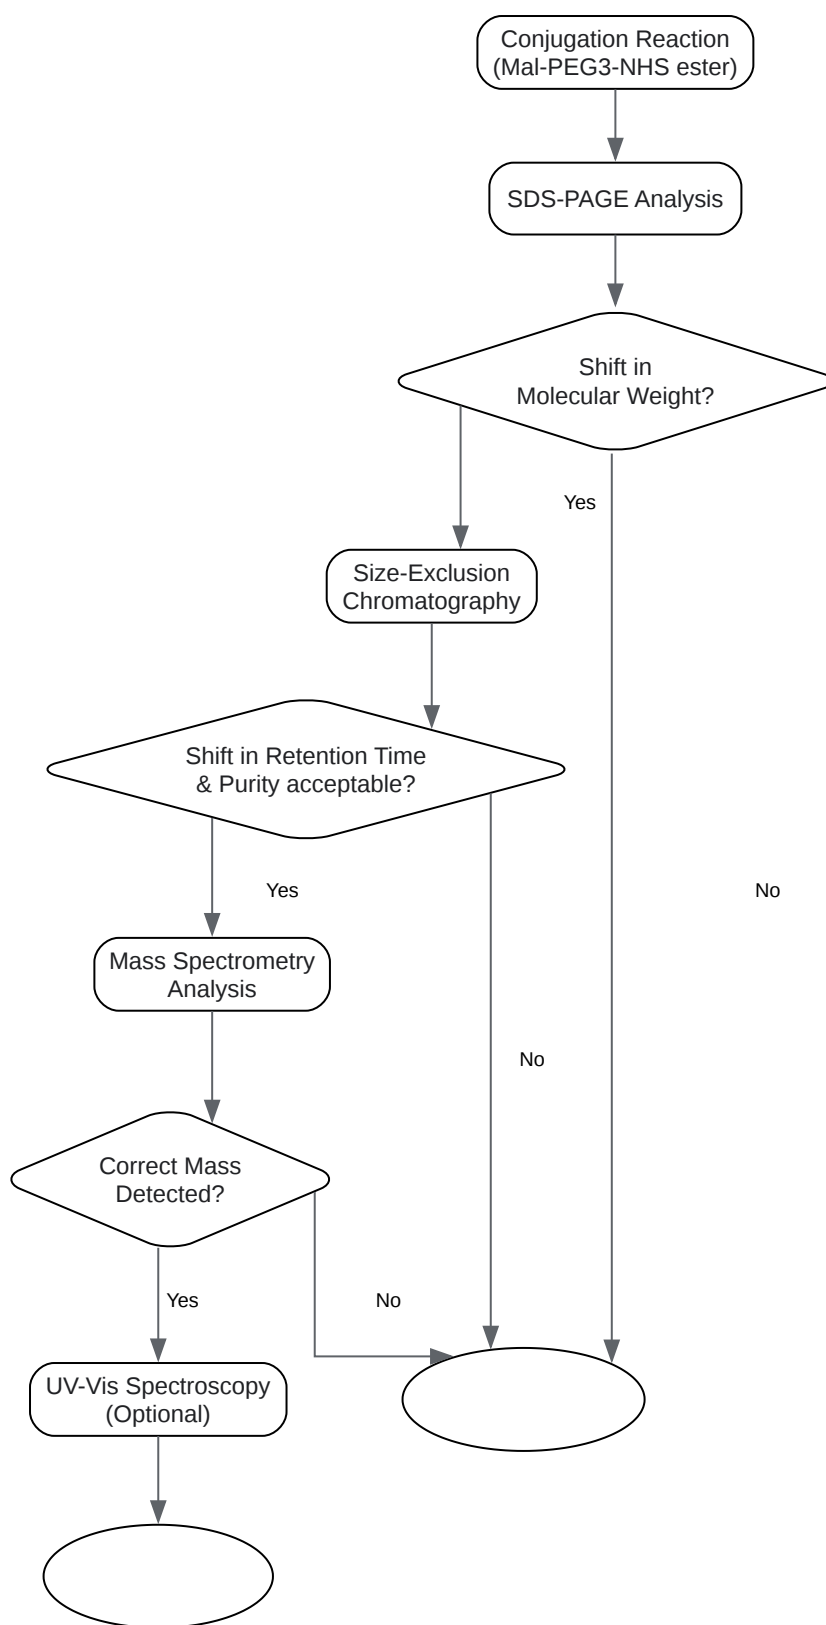 Conjugation Reaction
(Mal-PEG3-NHS ester)
SDS-PAGE Analysis
Shift in
Molecular Weight?
Yes
Size-Exclusion
Chromatography
Shift in Retention Time
& Purity acceptable?
Yes
No
Mass Spectrometry
Analysis
No
Correct Mass
Detected?
Yes
No
UV-Vis Spectroscopy
(Optional)